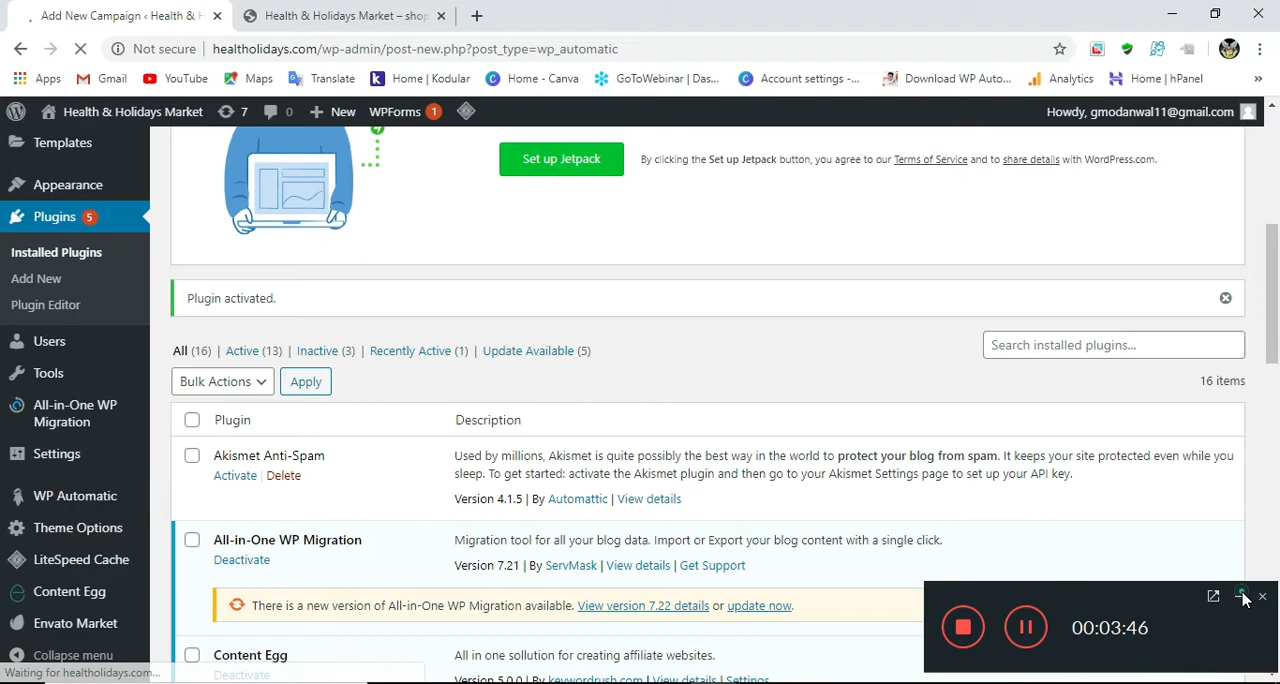 Add New Campaign ‹ Health & H
Health & Holidays Market – shop
Not secure
healtholidays.com/wp-admin/post-new.php?post_type=wp_automatic
Apps
Gmail
YouTube
Maps
Translate
Home | Kodular
Home - Canva
GoToWebinar | Das...
Account settings -...
Download WP Auto...
Analytics
Home | hPanel
»
Health & Holidays Market
7
0
New
WPForms 1
Howdy, gmodanwal11@gmail.com
Templates
Appearance
Plugins 5
Installed Plugins
Add New
Plugin Editor
Users
Tools
All-in-One WP
Migration
Settings
WP Automatic
Theme Options
LiteSpeed Cache
Content Egg
Envato Market
Collapse menu
Waiting for healtholidays.com...
Set up Jetpack
By clicking the Set up Jetpack button, you agree to our Terms of Service and to share details with WordPress.com.
Plugin activated.
All (16) | Active (13) | Inactive (3) | Recently Active (1) | Update Available (5)
Search installed plugins...
Bulk Actions
Apply
16 items
Plugin
Description
Akismet Anti-Spam
Activate | Delete
Used by millions, Akismet is quite possibly the best way in the world to protect your blog from spam. It keeps your site protected even while you
sleep. To get started: activate the Akismet plugin and then go to your Akismet Settings page to set up your API key.
Version 4.1.5 | By Automattic | View details
All-in-One WP Migration
Deactivate
Migration tool for all your blog data. Import or Export your blog content with a single click.
Version 7.21 | By ServMask | View details | Get Support
There is a new version of All-in-One WP Migration available. View version 7.22 details or update now.
Content Egg
Deactivate
All in one sollution for creating affiliate websites.
Version 5.0.0 | By keywordrush.com | View details | Settings
00:03:46